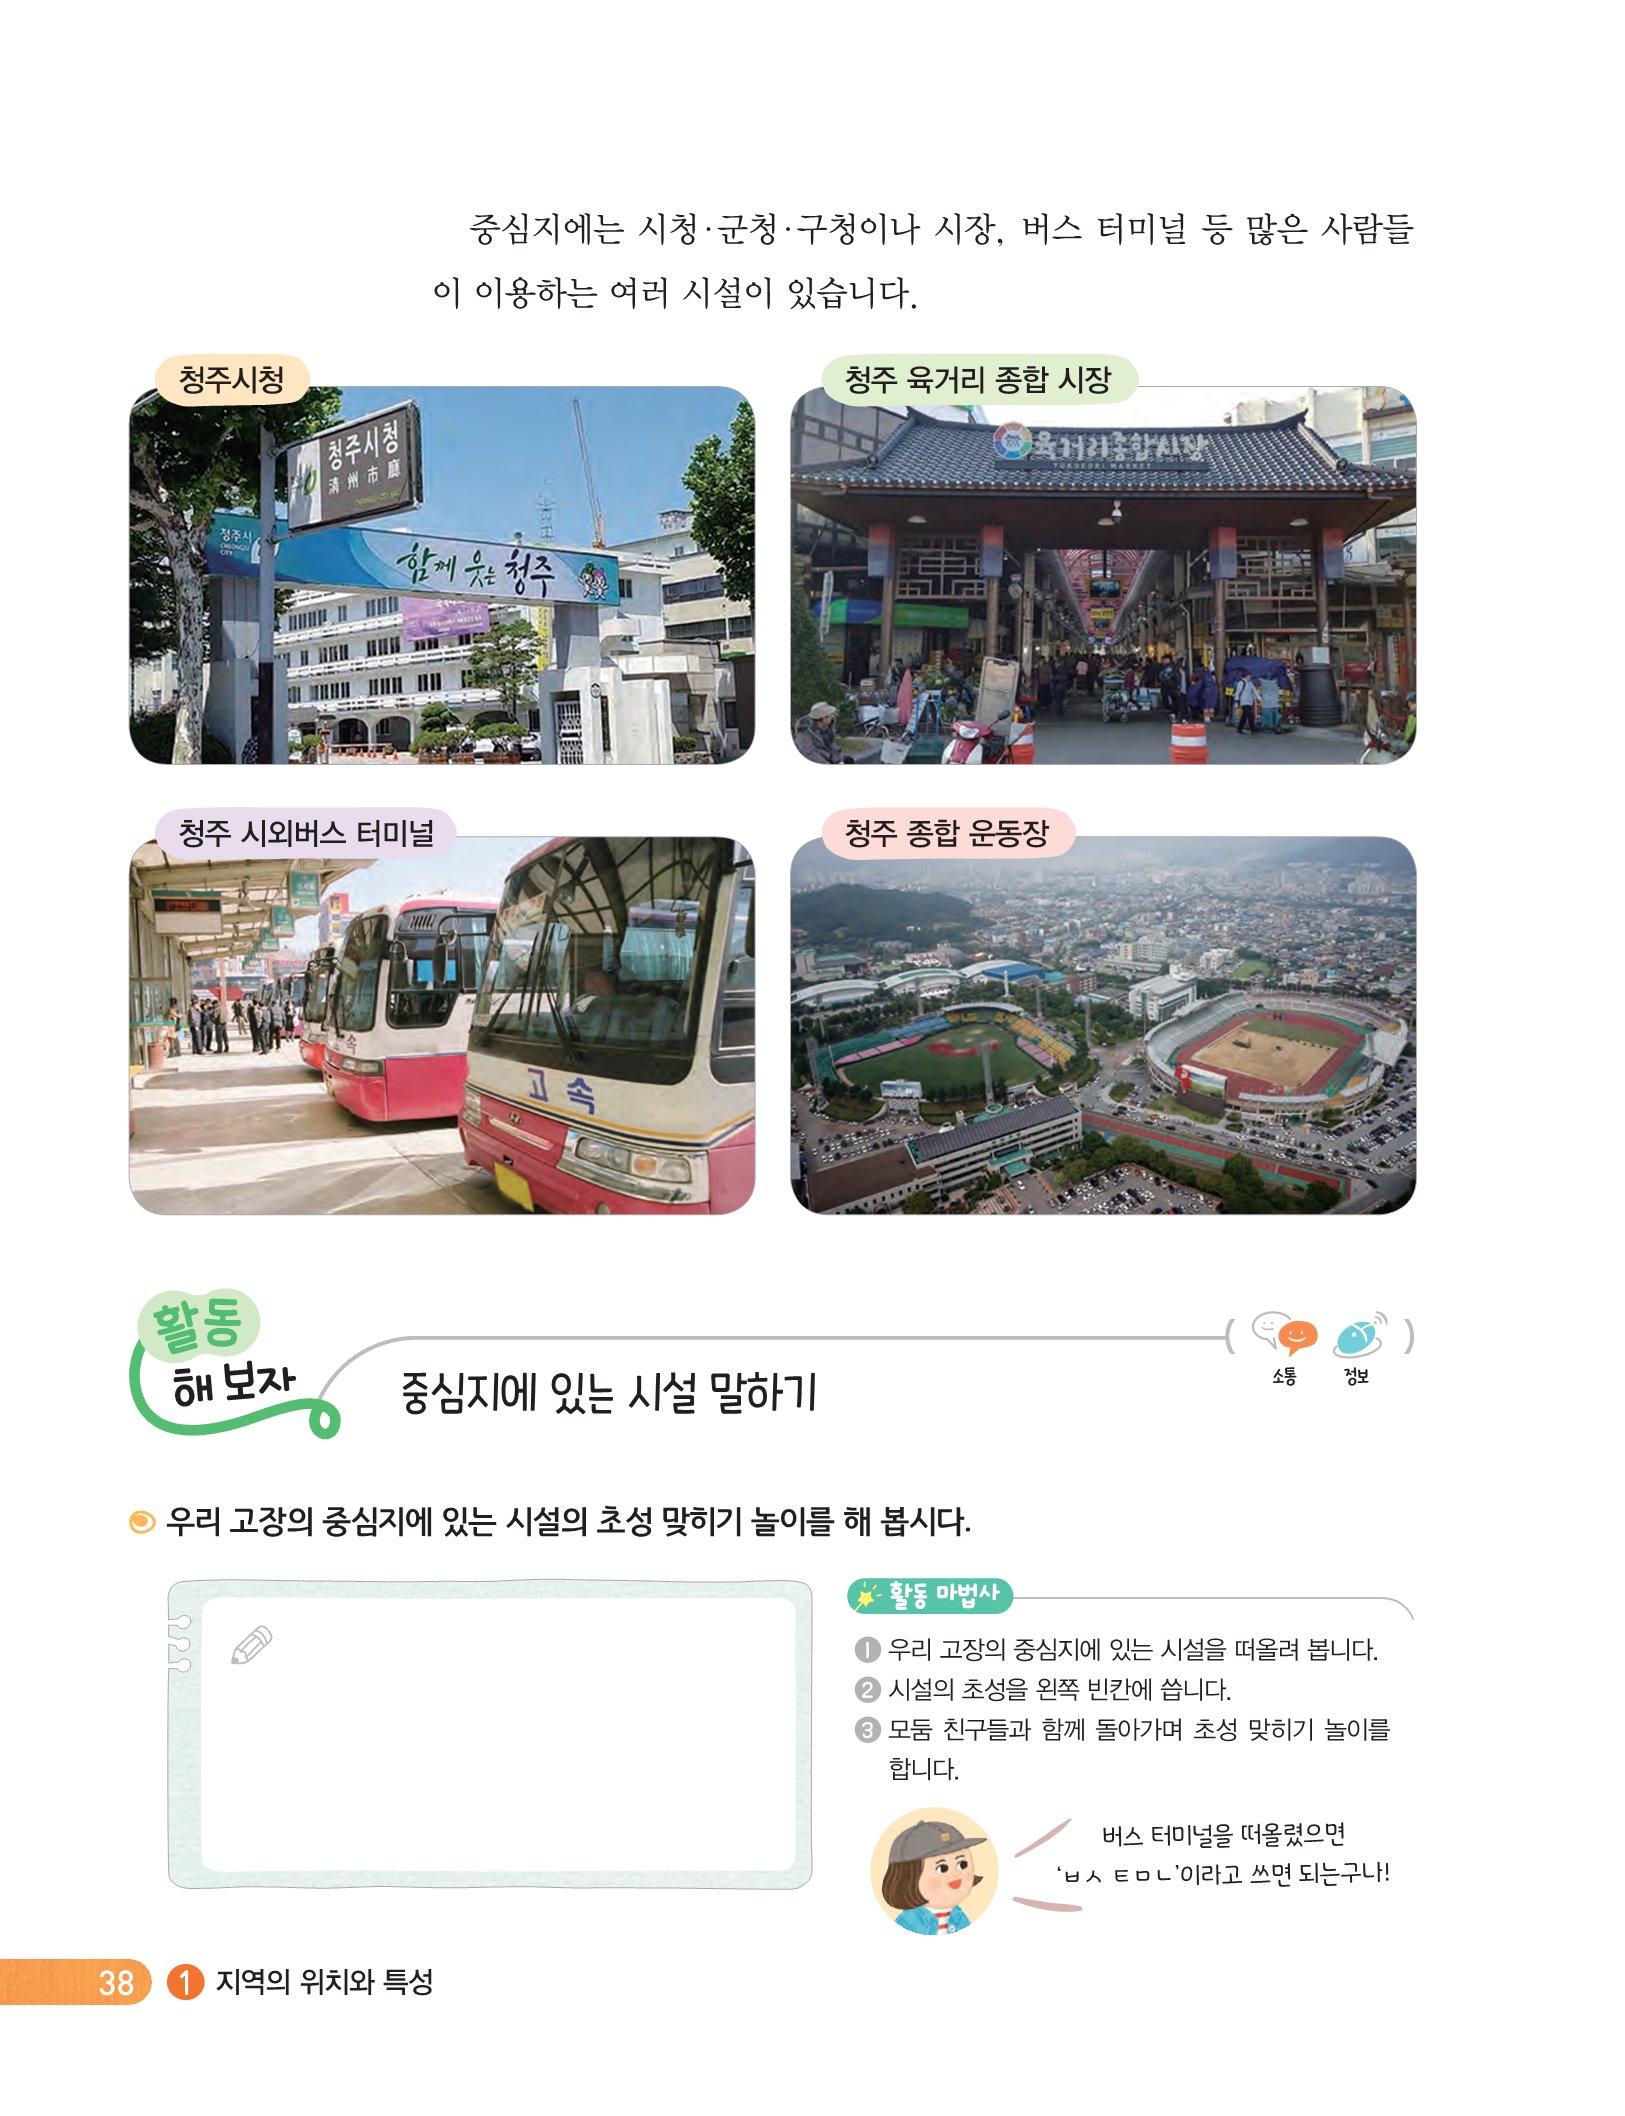 중심지에는 시청·군청·구청이나 시장, 버스 터미널 등 많은 사람들
이 이용하는 여러 시설이 있습니다.
청주시청
청주시청
淸州市廳
청주시
CHEONGJU
CITY
함께 웃는 청주
청주 육거리 종합 시장
육거리종합시장
YUKGEORI MARKET
청주 시외버스 터미널
고속
속
청주 종합 운동장
활동
해 보자
중심지에 있는 시설 말하기
소통 정보
우리 고장의 중심지에 있는 시설의 초성 맞히기 놀이를 해 봅시다.
활동 마법사
1 우리 고장의 중심지에 있는 시설을 떠올려 봅니다.
2 시설의 초성을 왼쪽 빈칸에 씁니다.
3 모둠 친구들과 함께 돌아가며 초성 맞히기 놀이를
합니다.
버스 터미널을 떠올렸으면
‘ㅂㅅ ㅌㅁㄴ’이라고 쓰면 되는구나!
38 1 지역의 위치와 특성